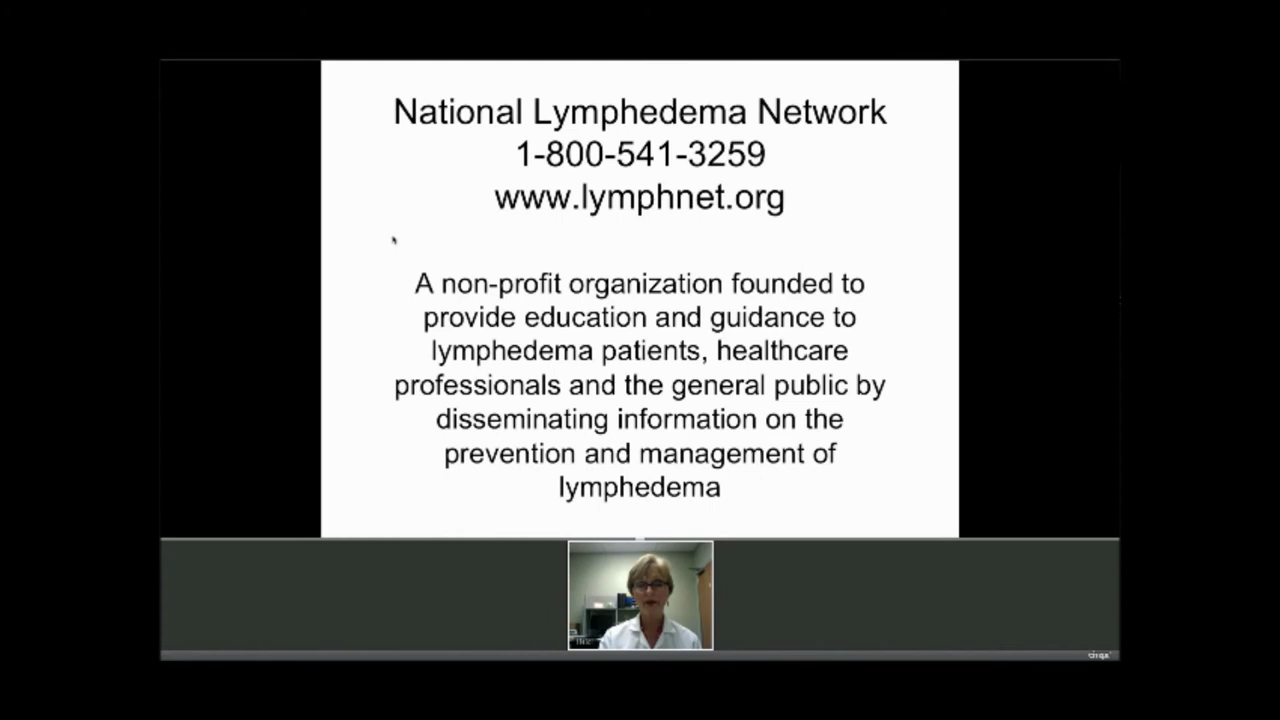 National Lymphedema Network
1-800-541-3259
www.lymphnet.org
A non-profit organization founded to
provide education and guidance to
lymphedema patients, healthcare
professionals and the general public by
disseminating information on the
prevention and management of
lymphedema